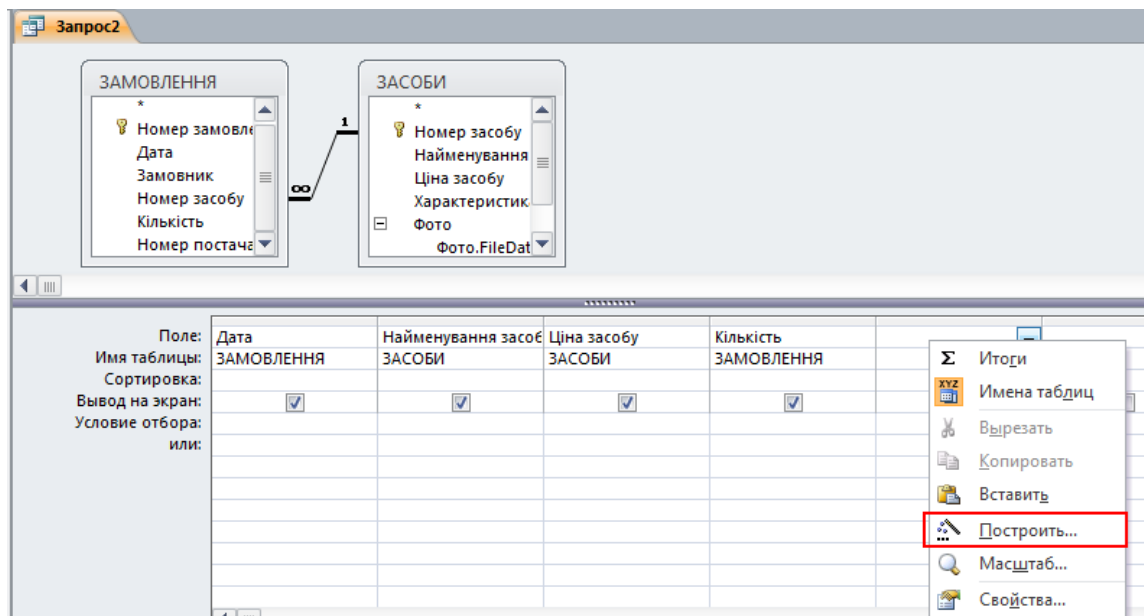 Запрос2
ЗАМОВЛЕННЯ
*
Номер замовле
Дата
Замовник
Номер засобу
Кількість
Номер постача
∞
1
ЗАСОБИ
*
Номер засобу
Найменування
Ціна засобу
Характеристик
Фото
Фото.FileDat
Поле: Дата Найменування засоб Ціна засобу Кількість
Имя таблицы: ЗАМОВЛЕННЯ ЗАСОБИ ЗАСОБИ ЗАМОВЛЕННЯ
Сортировка:
Вывод на экран:
Условие отбора:
или:
Σ Итоги
XYZ Имена таблиц
Вырезать
Копировать
Вставить
Построить...
Масштаб...
Свойства...